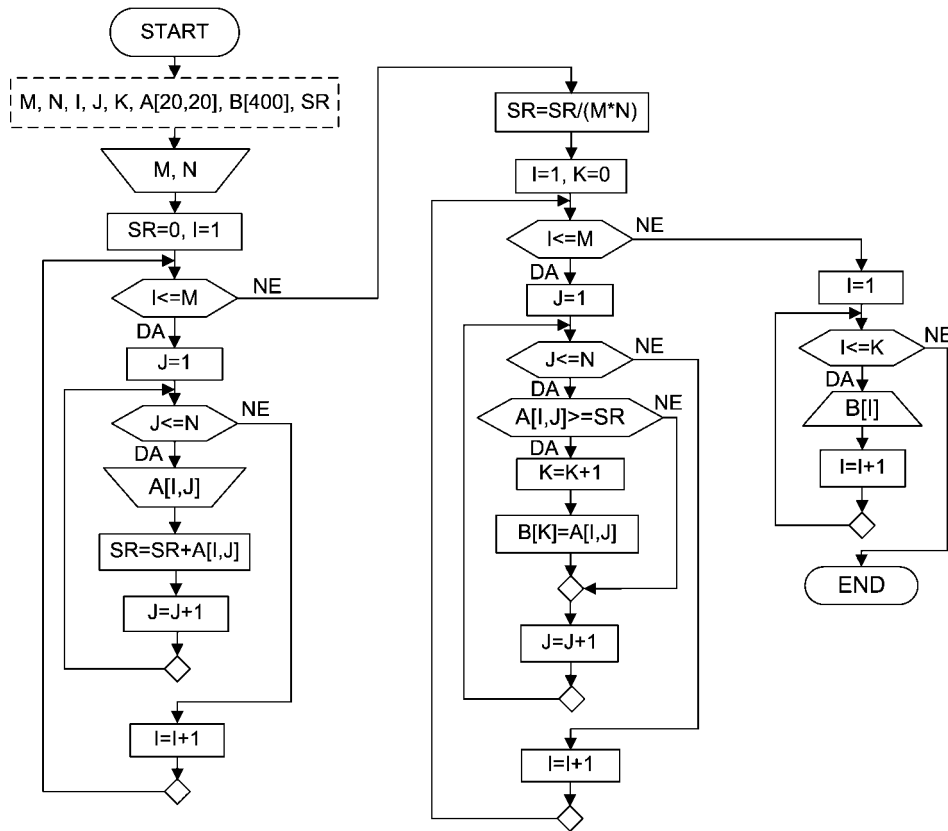 START
M, N, I, J, K, A[20,20], B[400], SR
M, N
SR=0, I=1
I<=M
NE
DA
J=1
J<=N
NE
DA
A[I,J]
SR=SR+A[I,J]
J=J+1
I=I+1
SR=SR/(M*N)
I=1, K=0
I<=M
NE
DA
J=1
J<=N
NE
DA
A[I,J]>=SR
NE
DA
K=K+1
B[K]=A[I,J]
J=J+1
I=I+1
I=1
I<=K
NE
DA
B[I]
I=I+1
END